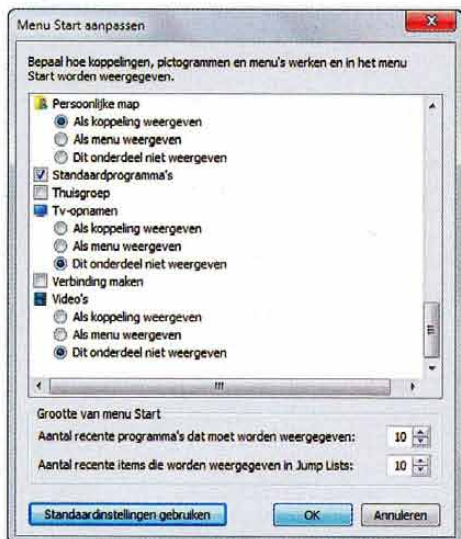 Menu Start aanpassen
Bepaal hoe koppelingen, pictogrammen en menu's werken en in het menu
Start worden weergegeven.
Persoonlijke map
Als koppeling weergeven
Als menu weergeven
Dit onderdeel niet weergeven
Standaardprogramma's
Thuisgroep
Tv-opnamen
Als koppeling weergeven
Als menu weergeven
Dit onderdeel niet weergeven
Verbinding maken
Video's
Als koppeling weergeven
Als menu weergeven
Dit onderdeel niet weergeven
Grootte van menu Start
Aantal recente programma's dat moet worden weergegeven: 10
Aantal recente items die worden weergegeven in Jump Lists: 10
Standaardinstellingen gebruiken OK Annuleren